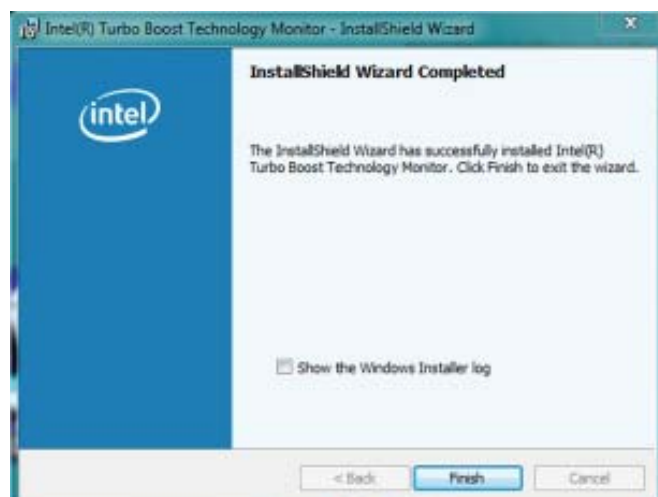 Intel(R) Turbo Boost Technology Monitor - InstallShield Wizard
InstallShield Wizard Completed
intel
The InstallShield Wizard has successfully installed Intel(R)
Turbo Boost Technology Monitor. Click Finish to exit the wizard.
Show the Windows Installer log
< Back
Finish
Cancel